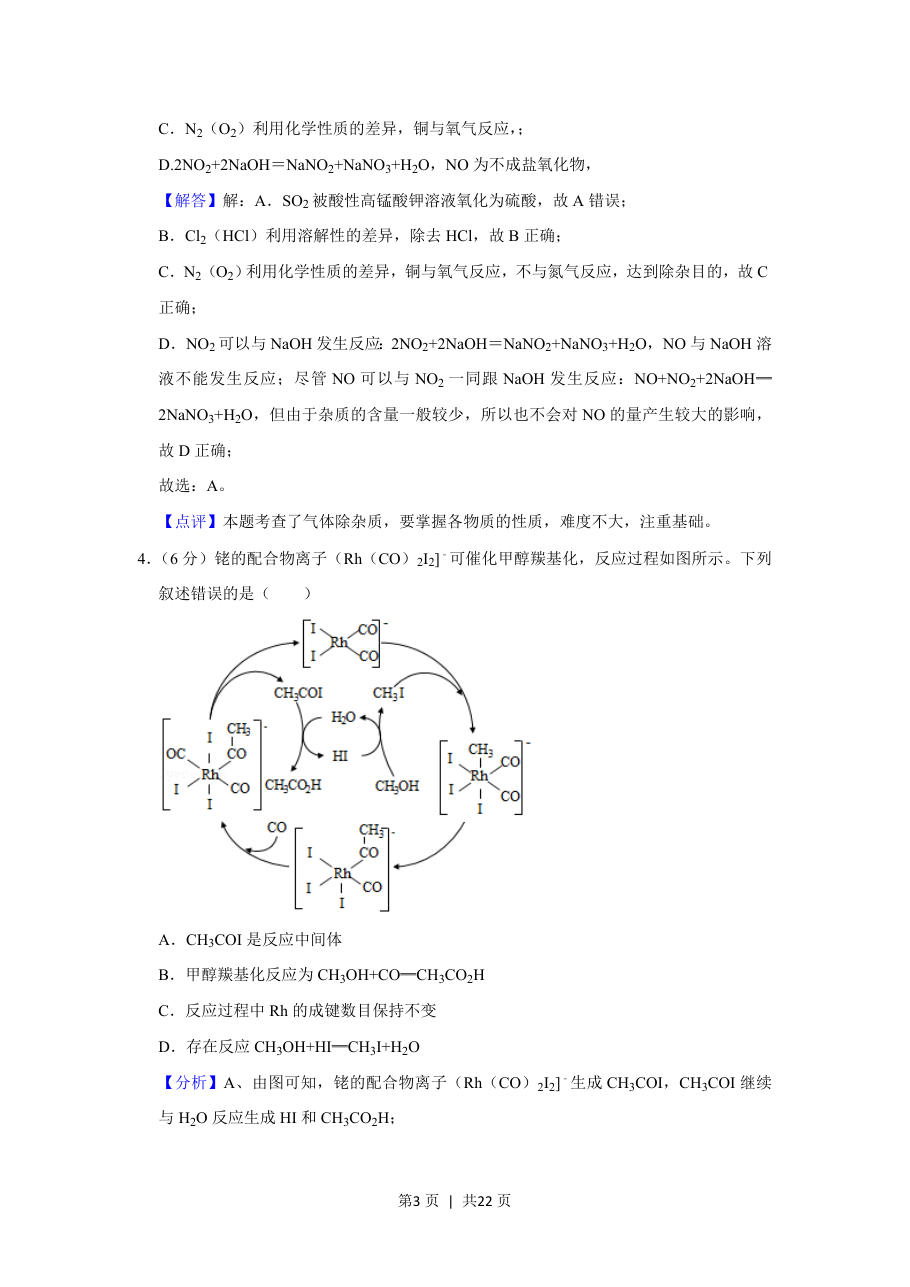 C．N2（O2）利用化学性质的差异，铜与氧气反应，；
D.2NO2+2NaOH＝NaNO2+NaNO3+H2O，NO 为不成盐氧化物，
【解答】解：A．SO2 被酸性高锰酸钾溶液氧化为硫酸，故 A 错误；
B．Cl2（HCl）利用溶解性的差异，除去 HCl，故 B 正确；
C．N2（O2）利用化学性质的差异，铜与氧气反应，不与氮气反应，达到除杂目的，故 C
正确；
D．NO2 可以与 NaOH 发生反应：2NO2+2NaOH＝NaNO2+NaNO3+H2O，NO 与 NaOH 溶
液不能发生反应；尽管 NO 可以与 NO2 一同跟 NaOH 发生反应：NO+NO2+2NaOH═
2NaNO3+H2O，但由于杂质的含量一般较少，所以也不会对 NO 的量产生较大的影响，
故 D 正确；
故选：A。
【点评】本题考查了气体除杂质，要掌握各物质的性质，难度不大，注重基础。
4．（6 分）铑的配合物离子（Rh（CO）2I2]﹣可催化甲醇羰基化，反应过程如图所示。下列
叙述错误的是（　　）
I CO -
Rh
I CO
CH3COI CH3I
H2O
HI
CH3CO2H CH3OH
I CH3 -
OC CO
Rh
I CO
I
CH3 -
I CO
Rh
I CO
I
CO
CH3 -
I CO
Rh
I CO
I
A．CH3COI 是反应中间体
B．甲醇羰基化反应为 CH3OH+CO═CH3CO2H
C．反应过程中 Rh 的成键数目保持不变
D．存在反应 CH3OH+HI═CH3I+H2O
【分析】A、由图可知，铑的配合物离子（Rh（CO）2I2]﹣生成 CH3COI，CH3COI 继续
与 H2O 反应生成 HI 和 CH3CO2H；
第3页 | 共22页